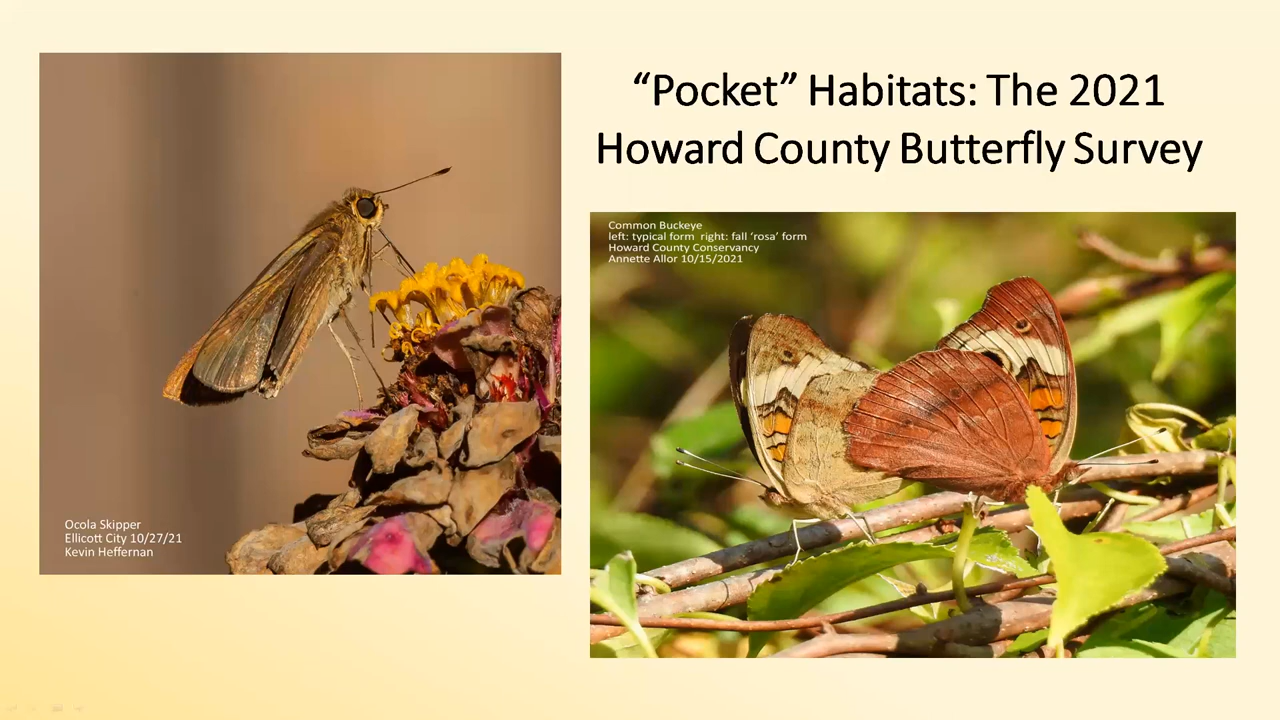 “Pocket” Habitats: The 2021
Howard County Butterfly Survey
Ocola Skipper
Ellicott City 10/27/21
Kevin Heffernan
Common Buckeye
left: typical form  right: fall ‘rosa’ form
Howard County Conservancy
Annette Allor 10/15/2021